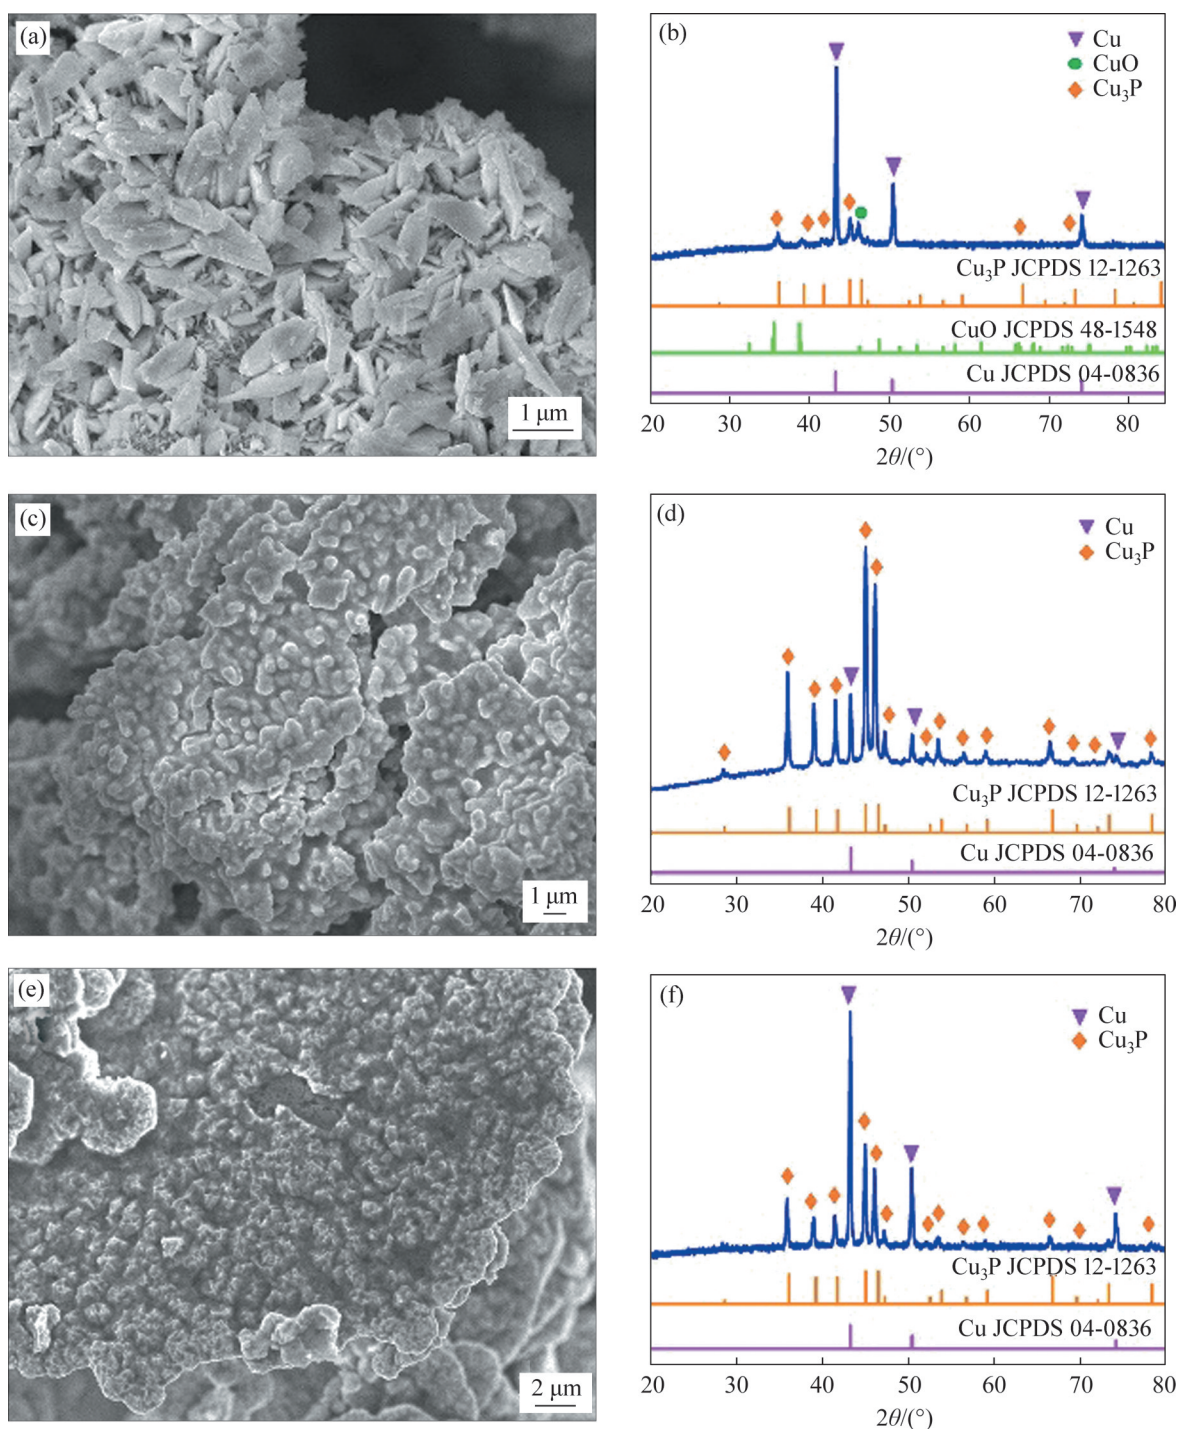 (a)
1 μm
(b)
Cu
CuO
Cu₃P
Cu₃P JCPDS 12-1263
CuO JCPDS 48-1548
Cu JCPDS 04-0836
20 30 40 50 60 70 80
2θ/(°)
(c)
1 μm
(d)
Cu
Cu₃P
Cu₃P JCPDS 12-1263
Cu JCPDS 04-0836
20 30 40 50 60 70 80
2θ/(°)
(e)
2 μm
(f)
Cu
Cu₃P
Cu₃P JCPDS 12-1263
Cu JCPDS 04-0836
20 30 40 50 60 70 80
2θ/(°)